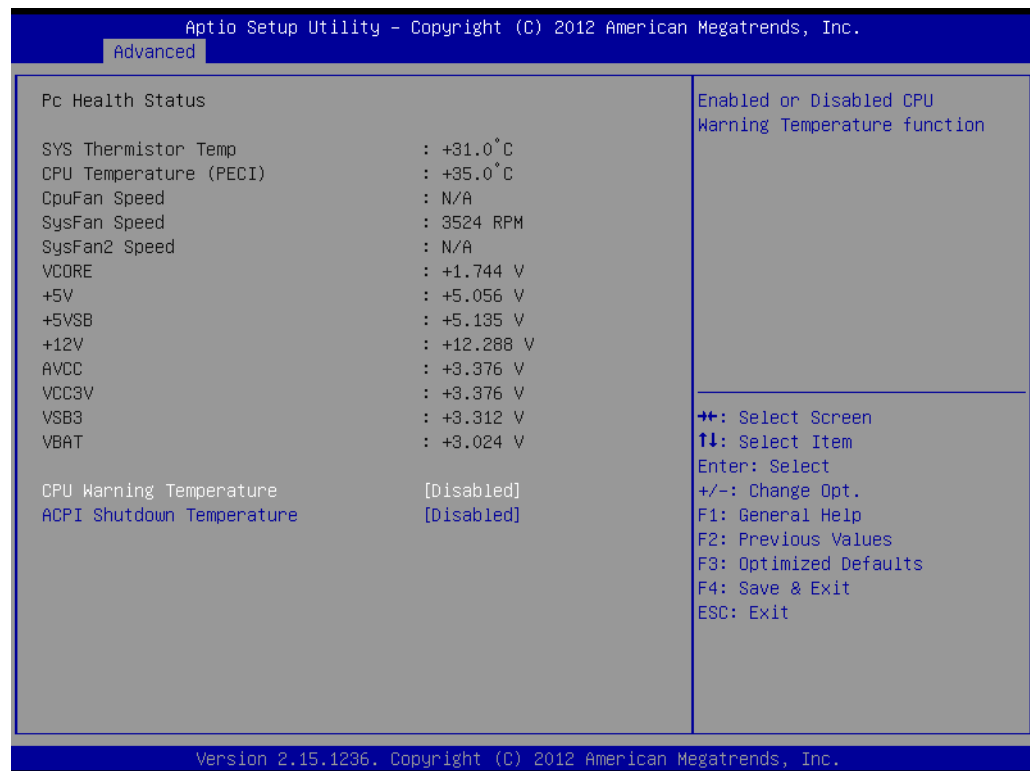 Aptio Setup Utility – Copyright (C) 2012 American Megatrends, Inc.
Advanced
Pc Health Status
SYS Thermistor Temp : +31.0°C
CPU Temperature (PECI) : +35.0°C
CpuFan Speed : N/A
SysFan Speed : 3524 RPM
SysFan2 Speed : N/A
VCORE : +1.744 V
+5V : +5.056 V
+5VSB : +5.135 V
+12V : +12.288 V
AVCC : +3.376 V
VCC3V : +3.376 V
VSB3 : +3.312 V
VBAT : +3.024 V
CPU Warning Temperature [Disabled]
ACPI Shutdown Temperature [Disabled]
Enabled or Disabled CPU
Warning Temperature function
→←: Select Screen
↑↓: Select Item
Enter: Select
+/-: Change Opt.
F1: General Help
F2: Previous Values
F3: Optimized Defaults
F4: Save & Exit
ESC: Exit
Version 2.15.1236. Copyright (C) 2012 American Megatrends, Inc.